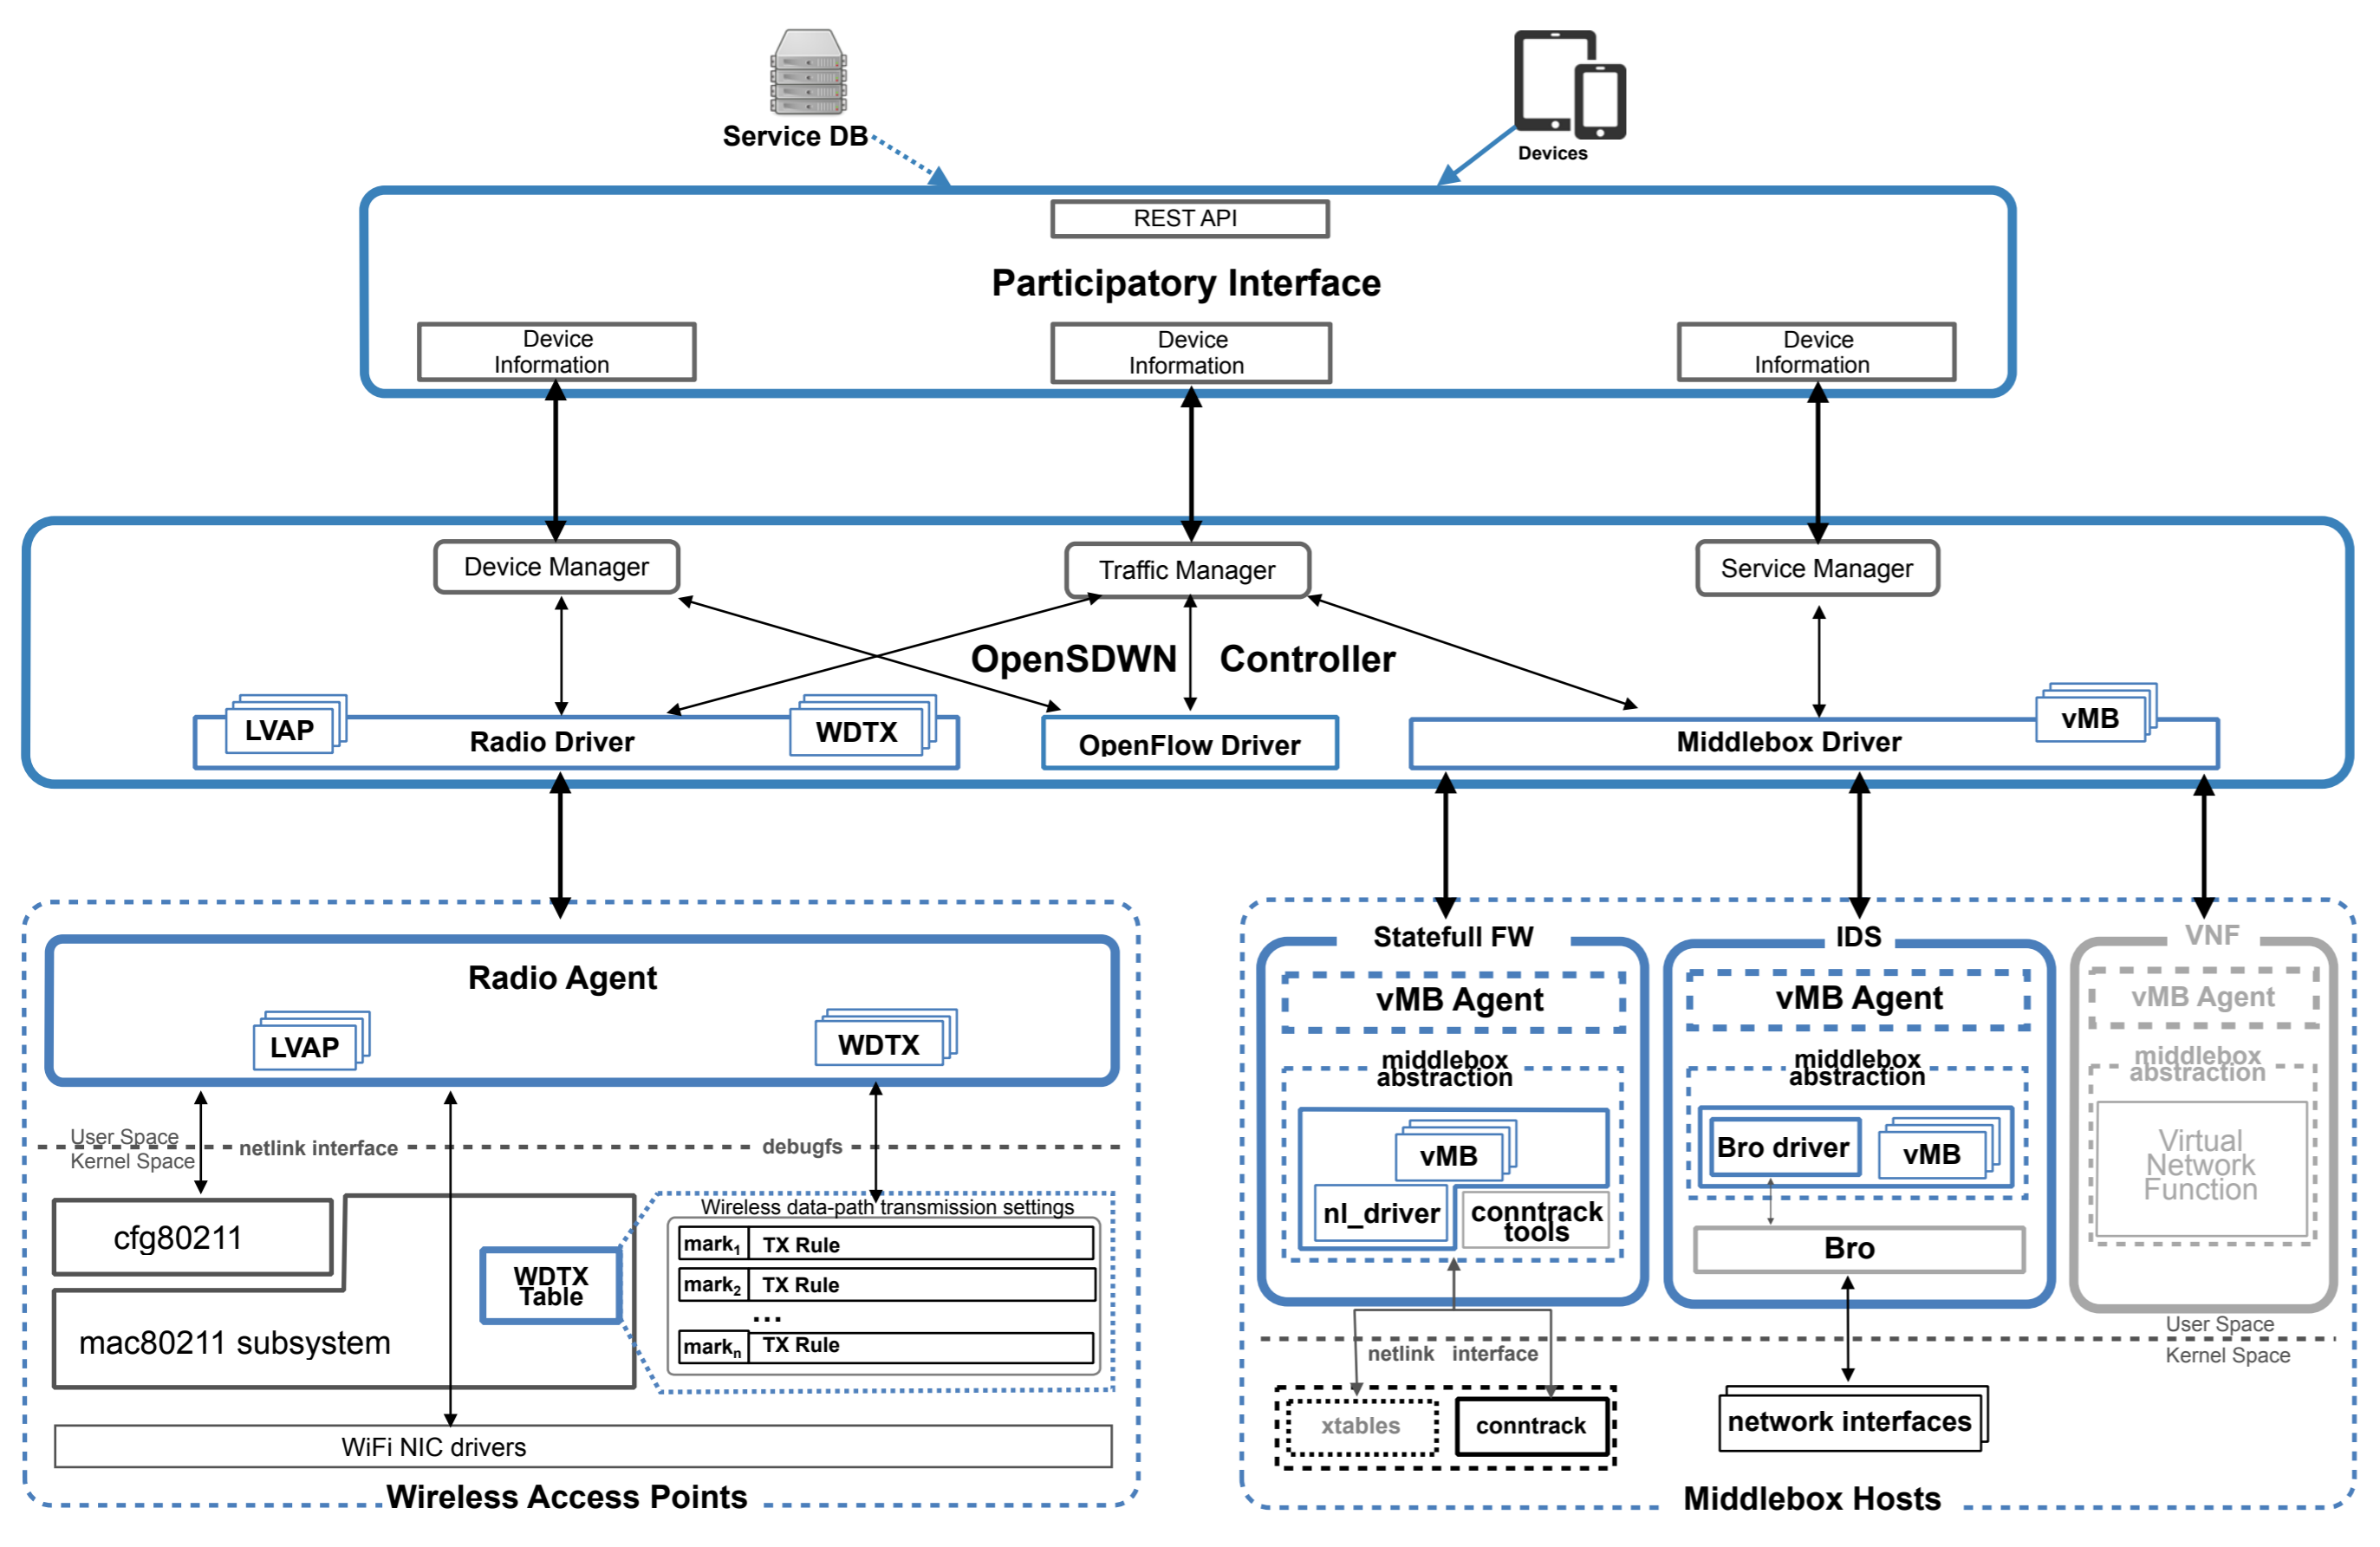 Service DB
Devices
REST API
Participatory Interface
Device
Information
Device
Information
Device
Information
Device Manager
Traffic Manager
Service Manager
OpenSDWN Controller
LVAP
Radio Driver
WDTX
OpenFlow Driver
Middlebox Driver
vMB
Radio Agent
LVAP
WDTX
User Space
Kernel Space
netlink interface
debugfs
cfg80211
mac80211 subsystem
WDTX
Table
Wireless data-path transmission settings
mark1 TX Rule
mark2 TX Rule
...
markn TX Rule
WiFi NIC drivers
Wireless Access Points
Statefull FW
vMB Agent
middlebox
abstraction
vMB
nl_driver
conntrack
tools
IDS
vMB Agent
middlebox
abstraction
Bro driver
vMB
Bro
VNF
vMB Agent
middlebox
abstraction
Virtual
Network
Function
User Space
Kernel Space
netlink interface
xtables
conntrack
network interfaces
Middlebox Hosts